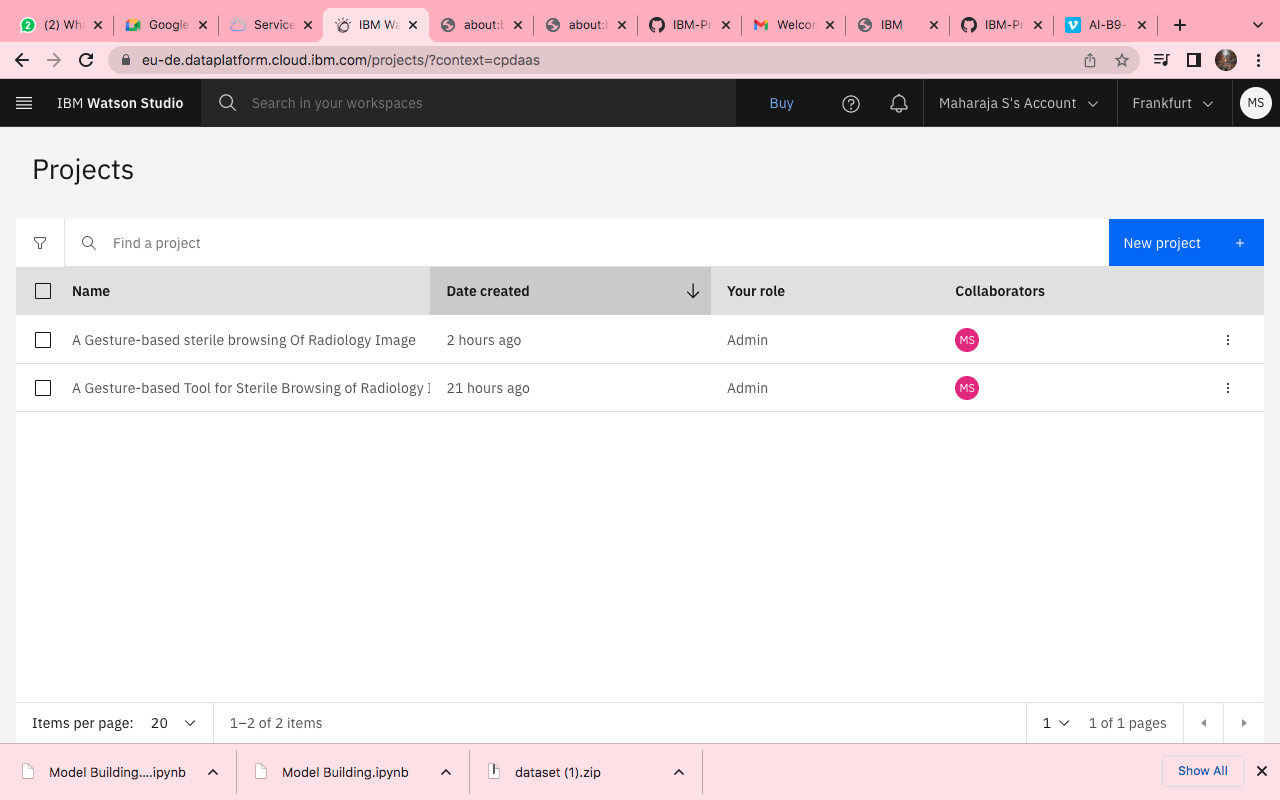 (2) Wha
Google
Service
IBM Wa
about:b
about:b
IBM-Pr
Welcom
IBM
IBM-Pr
AI-B9-
eu-de.dataplatform.cloud.ibm.com/projects/?context=cpdaas
IBM Watson Studio
Search in your workspaces
Buy
Maharaja S's Account
Frankfurt
MS
Projects
Find a project
New project +
Name Date created Your role Collaborators
A Gesture-based sterile browsing Of Radiology Image 2 hours ago Admin MS
A Gesture-based Tool for Sterile Browsing of Radiology I 21 hours ago Admin MS
Items per page: 20 1–2 of 2 items 1 1 of 1 pages
Model Building....ipynb Model Building.ipynb dataset (1).zip Show All